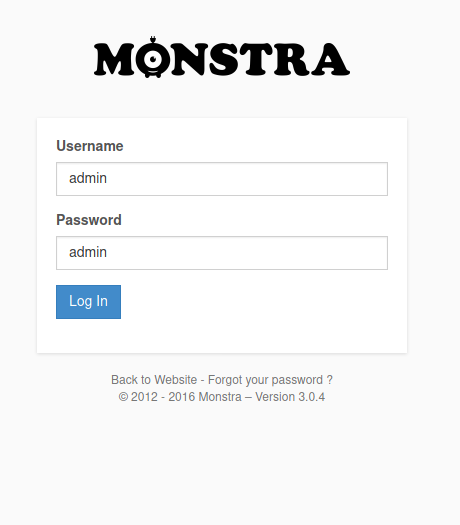 MONSTRA
Username
admin
Password
admin
Log In
Back to Website - Forgot your password ?
© 2012 - 2016 Monstra – Version 3.0.4